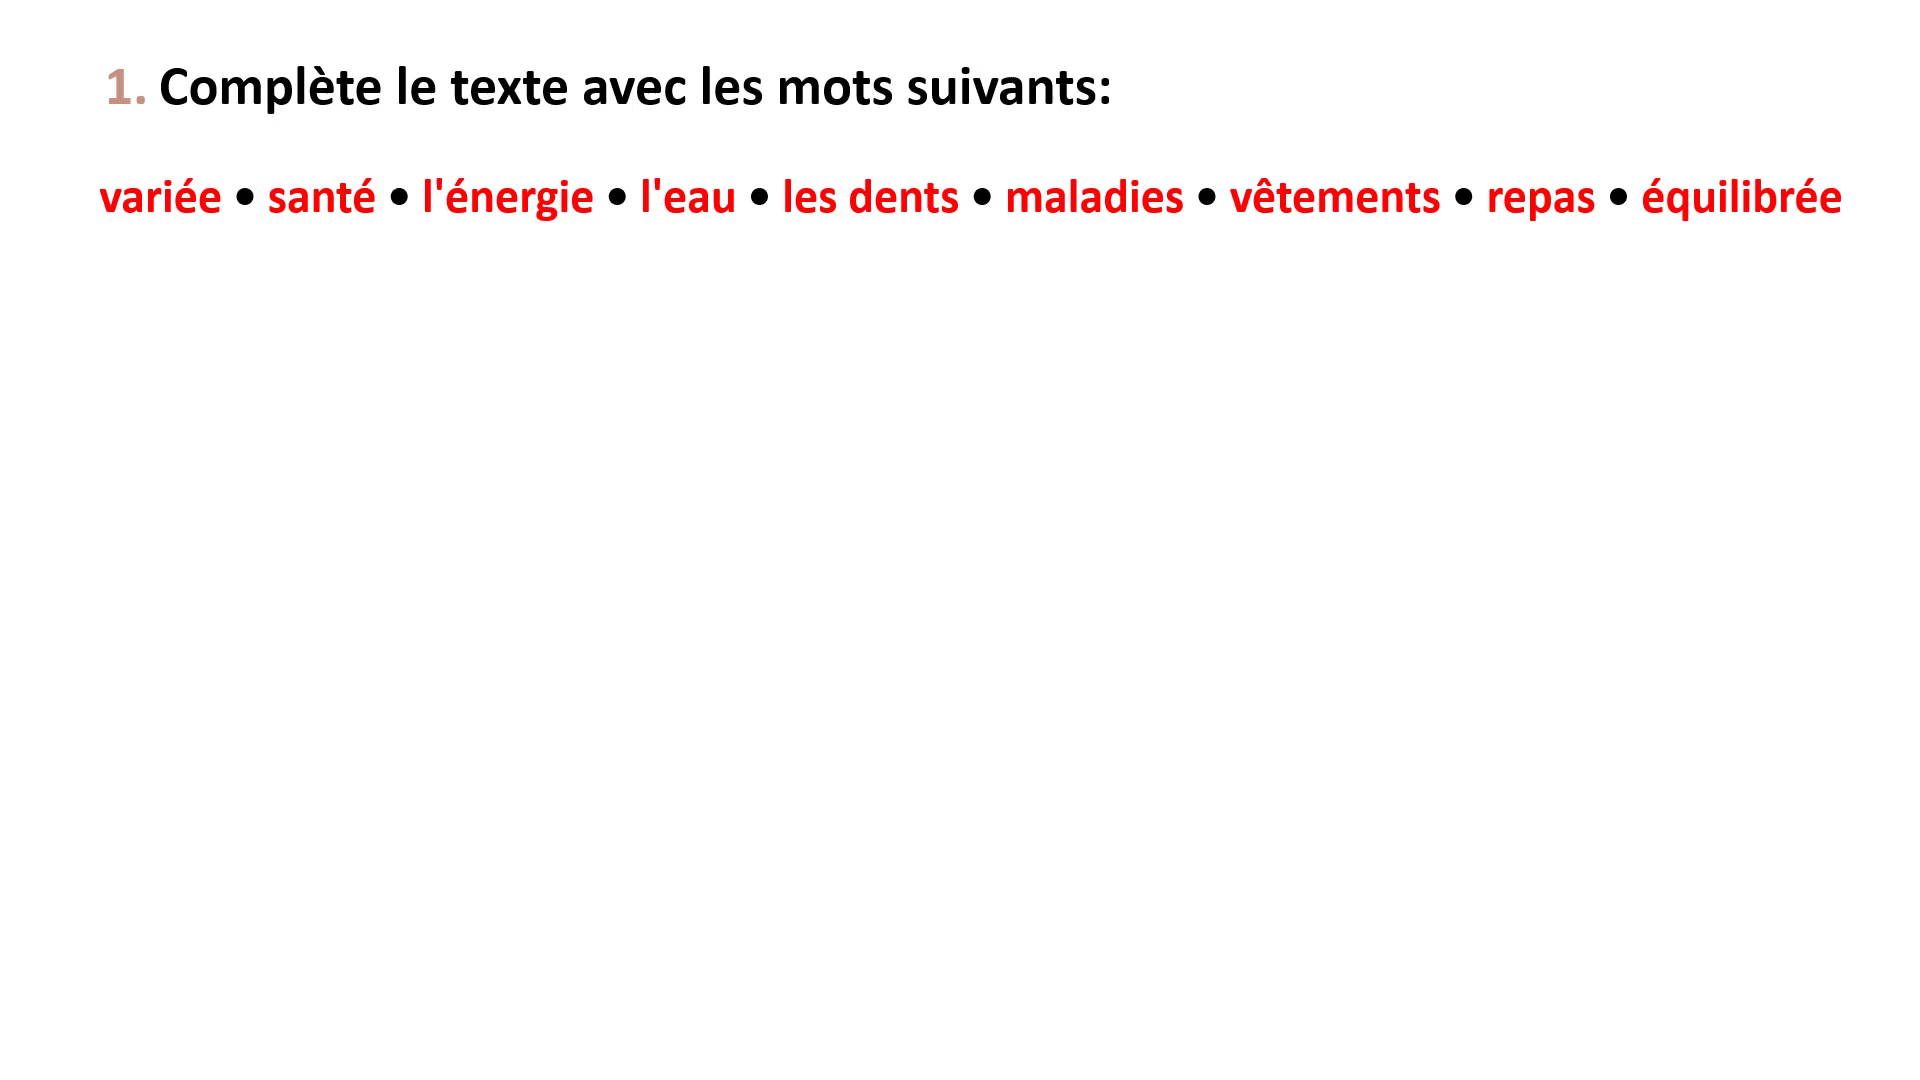 1. Complète le texte avec les mots suivants:
variée • santé • l'énergie • l'eau • les dents • maladies • vêtements • repas • équilibrée